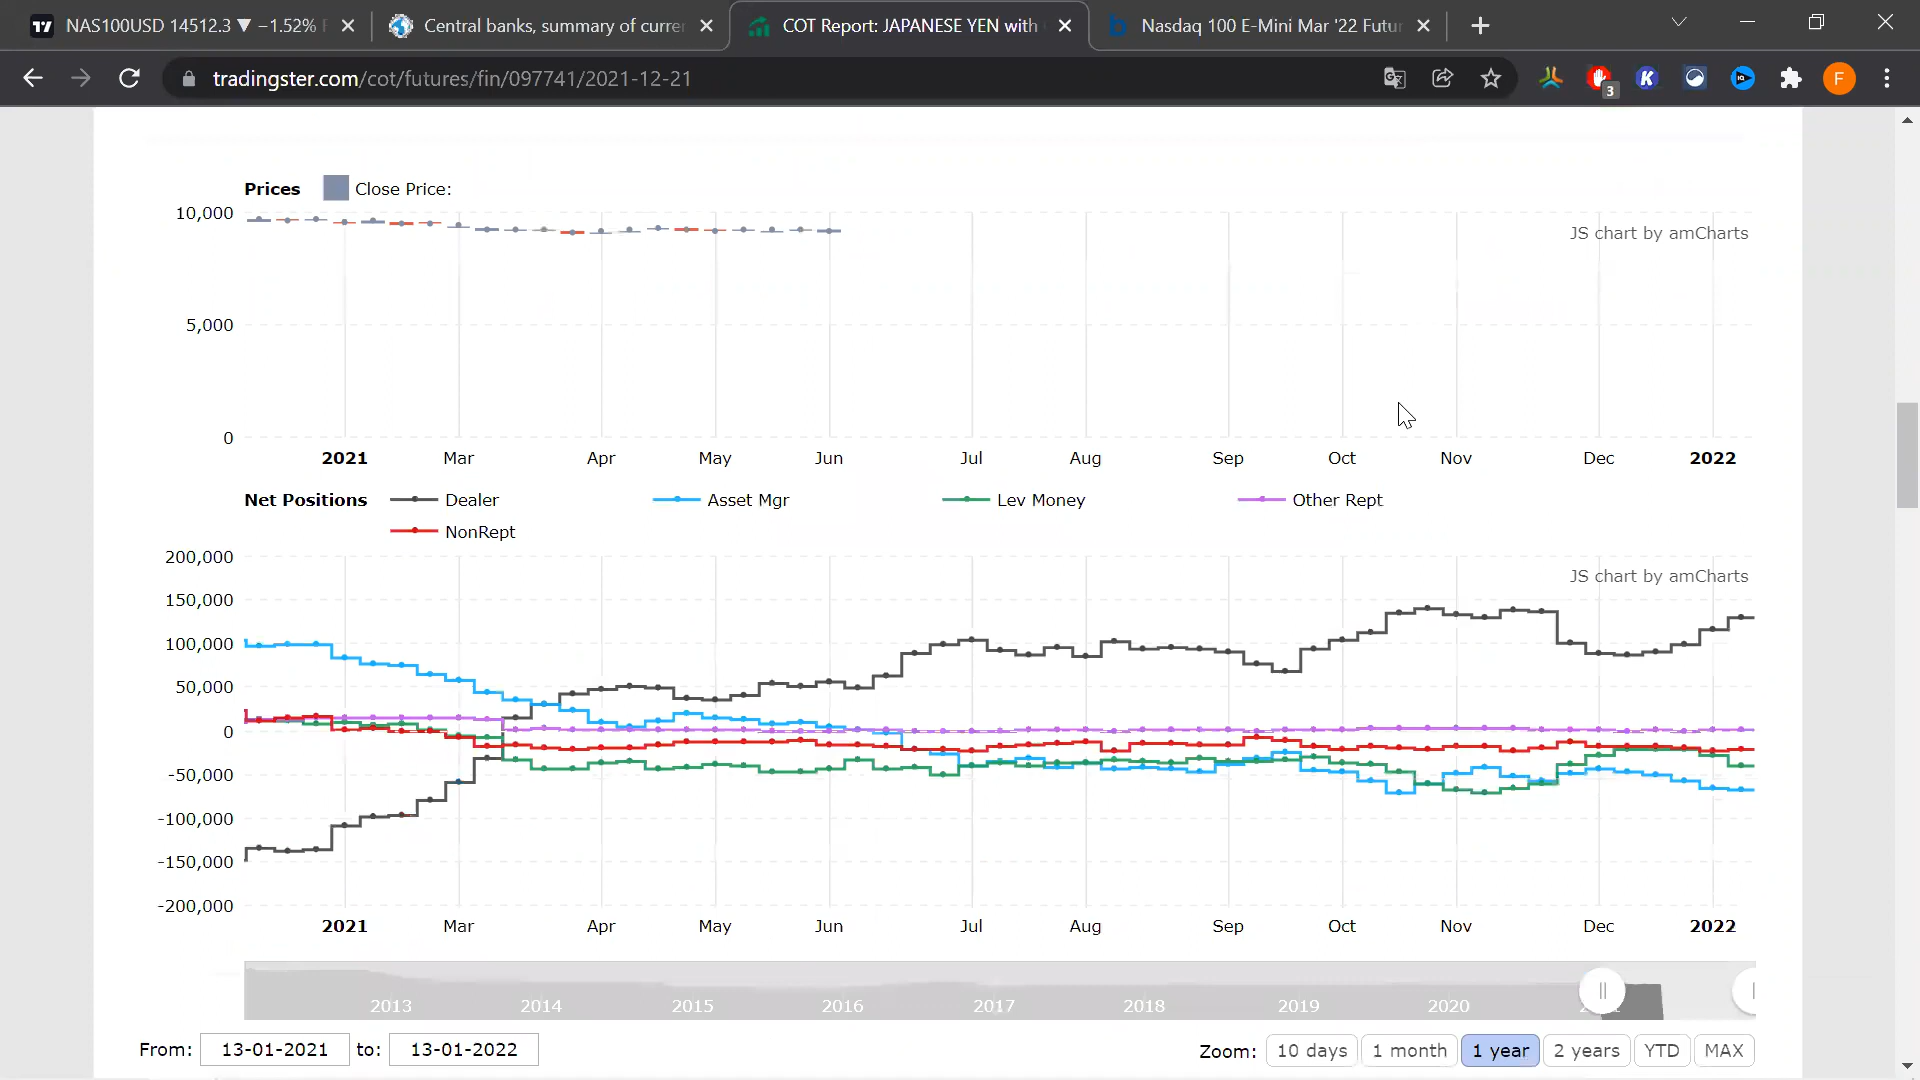 NAS100USD 14512.3 ▼ −1.52%
Central banks, summary of curre
COT Report: JAPANESE YEN with
Nasdaq 100 E-Mini Mar '22 Futu
tradingster.com/cot/futures/fin/097741/2021-12-21
3
F
Prices Close Price:
10,000
JS chart by amCharts
5,000
0
2021 Mar Apr May Jun Jul Aug Sep Oct Nov Dec 2022
Net Positions Dealer Asset Mgr Lev Money Other Rept
NonRept
200,000
JS chart by amCharts
150,000
100,000
50,000
0
-50,000
-100,000
-150,000
-200,000
2021 Mar Apr May Jun Jul Aug Sep Oct Nov Dec 2022
2013 2014 2015 2016 2017 2018 2019 2020
From: 13-01-2021 to: 13-01-2022 Zoom: 10 days 1 month 1 year 2 years YTD MAX